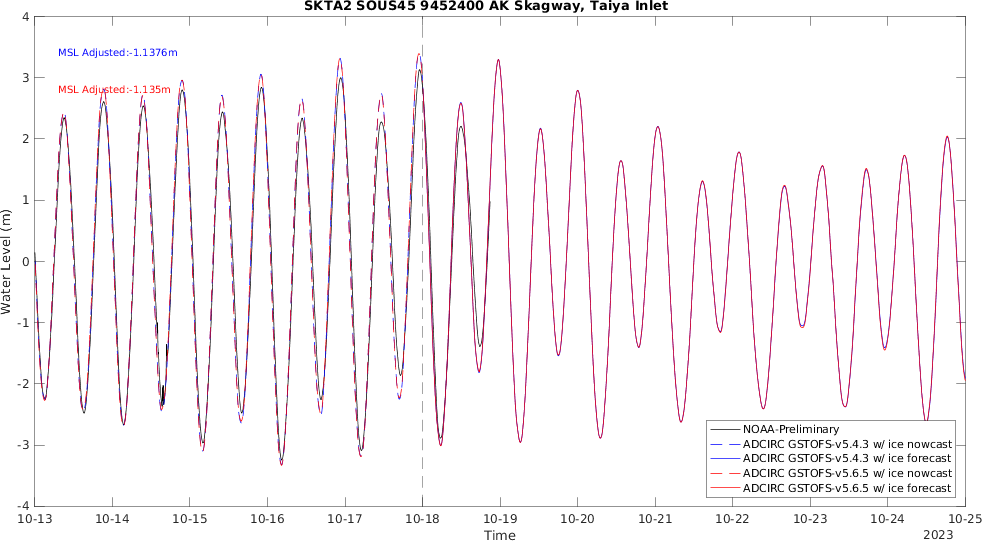 SKTA2 SOUS45 9452400 AK Skagway, Taiya Inlet
4
3
2
1
0
-1
-2
-3
-4
Water Level (m)
MSL Adjusted:-1.1376m
MSL Adjusted:-1.135m
NOAA-Preliminary
ADCIRC GSTOFS-v5.4.3 w/ ice nowcast
ADCIRC GSTOFS-v5.4.3 w/ ice forecast
ADCIRC GSTOFS-v5.6.5 w/ ice nowcast
ADCIRC GSTOFS-v5.6.5 w/ ice forecast
10-13 10-14 10-15 10-16 10-17 10-18 10-19 10-20 10-21 10-22 10-23 10-24 10-25
Time
2023